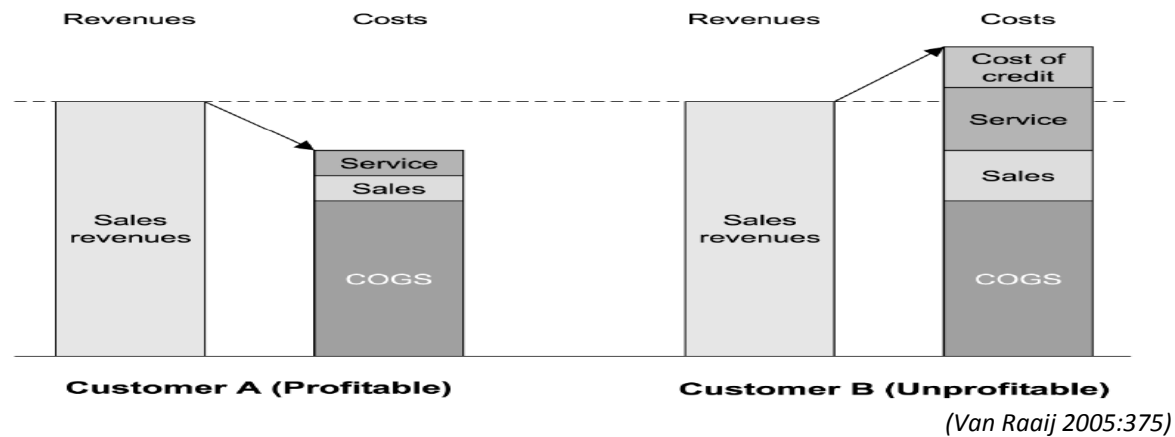 Revenues
Costs
Revenues
Costs
Cost of
credit
Service
Service
Sales
Sales
Sales
revenues
Sales
revenues
COGS
COGS
Customer A (Profitable)
Customer B (Unprofitable)
(Van Raaij 2005:375)